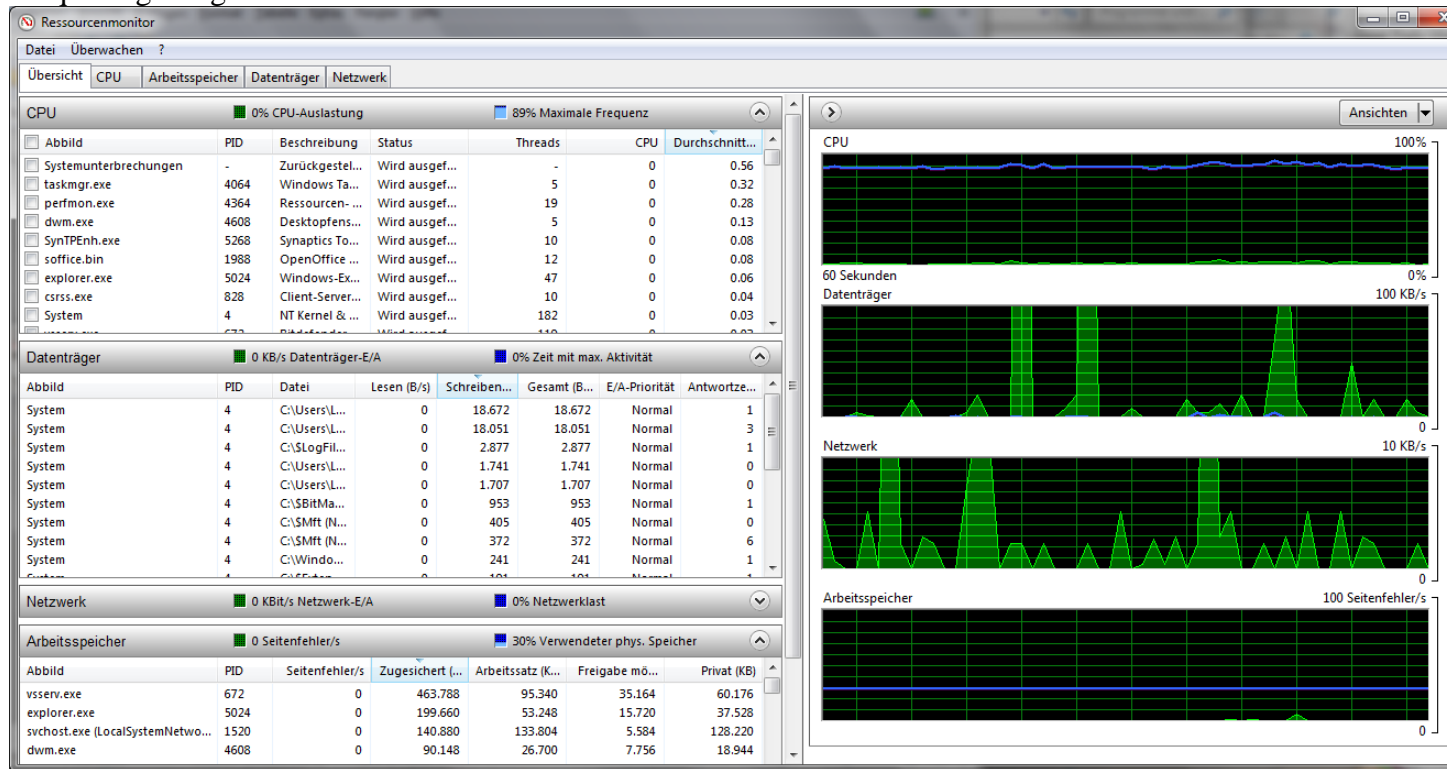 Ressourcenmonitor
Datei Überwachen ?
Übersicht CPU Arbeitsspeicher Datenträger Netzwerk
CPU 0% CPU-Auslastung 89% Maximale Frequenz
Abbild PID Beschreibung Status Threads CPU Durchschnitt...
Systemunterbrechungen - Zurückgestel... Wird ausgef... - 0 0.56
taskmgr.exe 4064 Windows Ta... Wird ausgef... 5 0 0.32
perfmon.exe 4364 Ressourcen- ... Wird ausgef... 19 0 0.28
dwm.exe 4608 Desktopfens... Wird ausgef... 5 0 0.13
SynTPEnh.exe 5268 Synaptics To... Wird ausgef... 10 0 0.08
soffice.bin 1988 OpenOffice ... Wird ausgef... 12 0 0.08
explorer.exe 5024 Windows-Ex... Wird ausgef... 47 0 0.06
csrss.exe 828 Client-Server... Wird ausgef... 10 0 0.04
System 4 NT Kernel & ... Wird ausgef... 182 0 0.03
Datenträger 0 KB/s Datenträger-E/A 0% Zeit mit max. Aktivität
Abbild PID Datei Lesen (B/s) Schreiben... Gesamt (B... E/A-Priorität Antwortze...
System 4 C:\Users\L... 0 18.672 18.672 Normal 1
System 4 C:\Users\L... 0 18.051 18.051 Normal 3
System 4 C:\$LogFil... 0 2.877 2.877 Normal 1
System 4 C:\Users\L... 0 1.741 1.741 Normal 0
System 4 C:\Users\L... 0 1.707 1.707 Normal 0
System 4 C:\$BitMa... 0 953 953 Normal 1
System 4 C:\$Mft (N... 0 405 405 Normal 0
System 4 C:\$Mft (N... 0 372 372 Normal 6
System 4 C:\Windo... 0 241 241 Normal 1
Netzwerk 0 KBit/s Netzwerk-E/A 0% Netzwerklast
Arbeitsspeicher 0 Seitenfehler/s 30% Verwendeter phys. Speicher
Abbild PID Seitenfehler/s Zugesichert (... Arbeitssatz (K... Freigabe mö... Privat (KB)
vsserv.exe 672 0 463.788 95.340 35.164 60.176
explorer.exe 5024 0 199.660 53.248 15.720 37.528
svchost.exe (LocalSystemNetwo... 1520 0 140.880 133.804 5.584 128.220
dwm.exe 4608 0 90.148 26.700 7.756 18.944
Ansichten
CPU 100%
60 Sekunden 0%
Datenträger 100 KB/s
0
Netzwerk 10 KB/s
0
Arbeitsspeicher 100 Seitenfehler/s
0